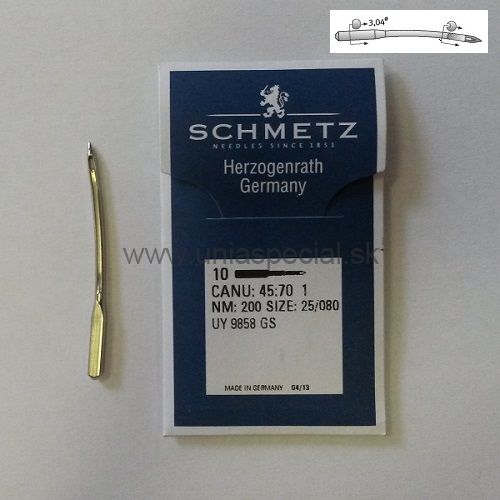 3,04ø
SCHMETZ
NEEDLES SINCE 1851
Herzogenrath
Germany
www.uniaspecial.sk
10
CANU: 45:70 1
NM: 200 SIZE: 25/080
UY 9858 GS
MADE IN GERMANY 04/13